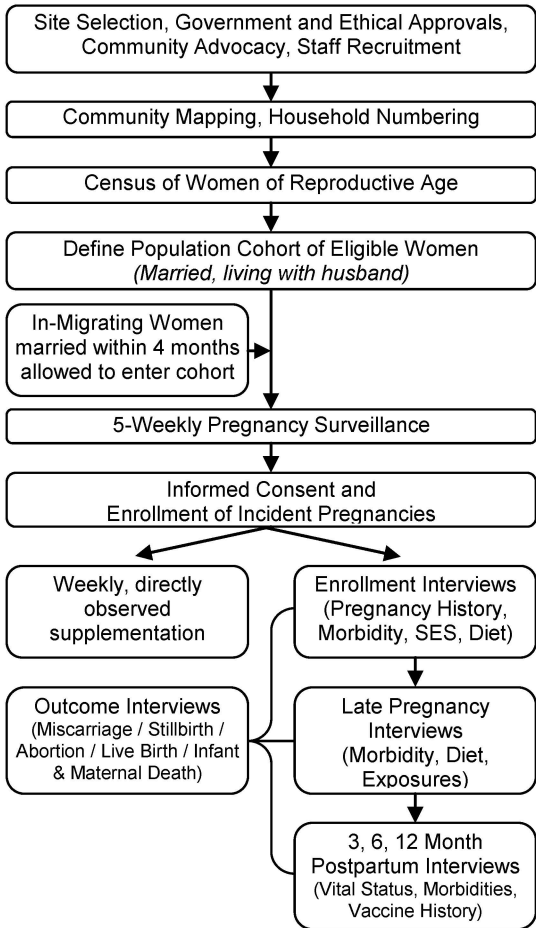 Site Selection, Government and Ethical Approvals,
Community Advocacy, Staff Recruitment
Community Mapping, Household Numbering
Census of Women of Reproductive Age
Define Population Cohort of Eligible Women
(Married, living with husband)
In-Migrating Women
married within 4 months
allowed to enter cohort
5-Weekly Pregnancy Surveillance
Informed Consent and
Enrollment of Incident Pregnancies
Weekly, directly
observed
supplementation
Enrollment Interviews
(Pregnancy History,
Morbidity, SES, Diet)
Outcome Interviews
(Miscarriage / Stillbirth /
Abortion / Live Birth / Infant
& Maternal Death)
Late Pregnancy
Interviews
(Morbidity, Diet,
Exposures)
3, 6, 12 Month
Postpartum Interviews
(Vital Status, Morbidities,
Vaccine History)